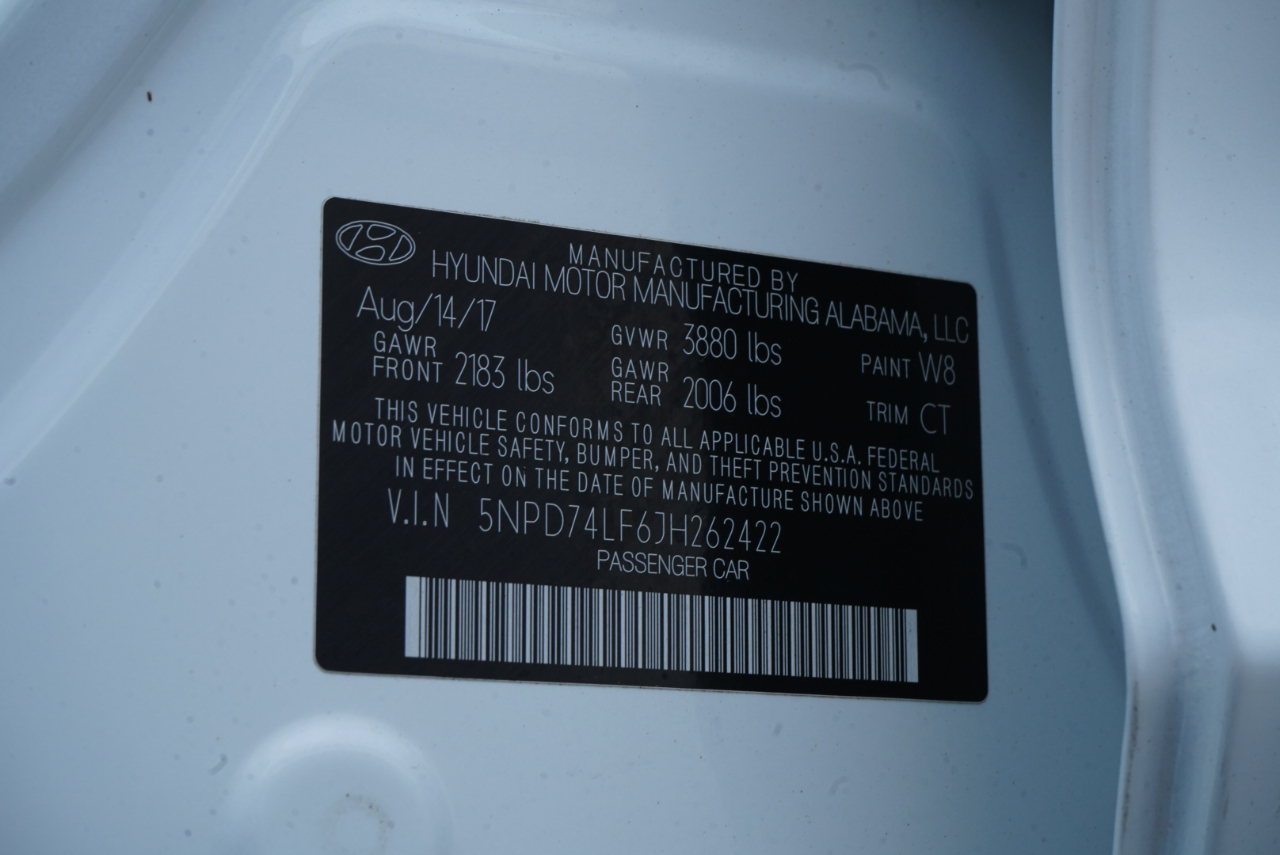 MANUFACTURED BY
HYUNDAI MOTOR MANUFACTURING ALABAMA, LLC
Aug/14/17
GVWR 3880 lbs
PAINT W8
GAWR FRONT 2183 lbs
GAWR REAR 2006 lbs
TRIM CT
THIS VEHICLE CONFORMS TO ALL APPLICABLE U.S.A. FEDERAL
MOTOR VEHICLE SAFETY, BUMPER, AND THEFT PREVENTION STANDARDS
IN EFFECT ON THE DATE OF MANUFACTURE SHOWN ABOVE
V.I.N 5NPD74LF6JH262422
PASSENGER CAR